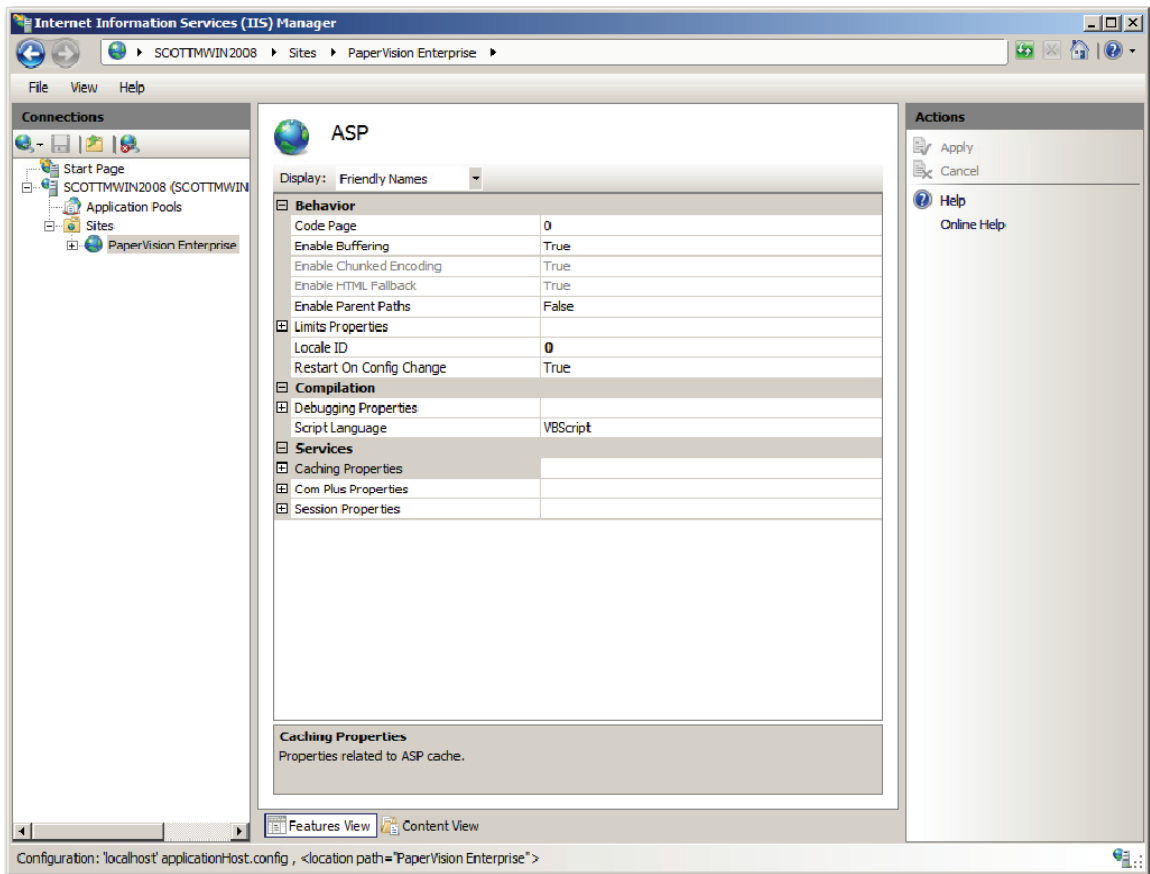 Internet Information Services (IIS) Manager
SCOTTMWIN2008 Sites PaperVision Enterprise
File View Help
Connections
Start Page
SCOTTMWIN2008 (SCOTTMWIN
Application Pools
Sites
PaperVision Enterprise
ASP
Display: Friendly Names
Behavior
Code Page 0
Enable Buffering True
Enable Chunked Encoding True
Enable HTML Fallback True
Enable Parent Paths False
Limits Properties
Locale ID 0
Restart On Config Change True
Compilation
Debugging Properties
Script Language VBScript
Services
Caching Properties
Com Plus Properties
Session Properties
Caching Properties
Properties related to ASP cache.
Features View Content View
Actions
Apply
Cancel
Help
Online Help
Configuration: 'localhost' applicationHost.config , <location path="PaperVision Enterprise">